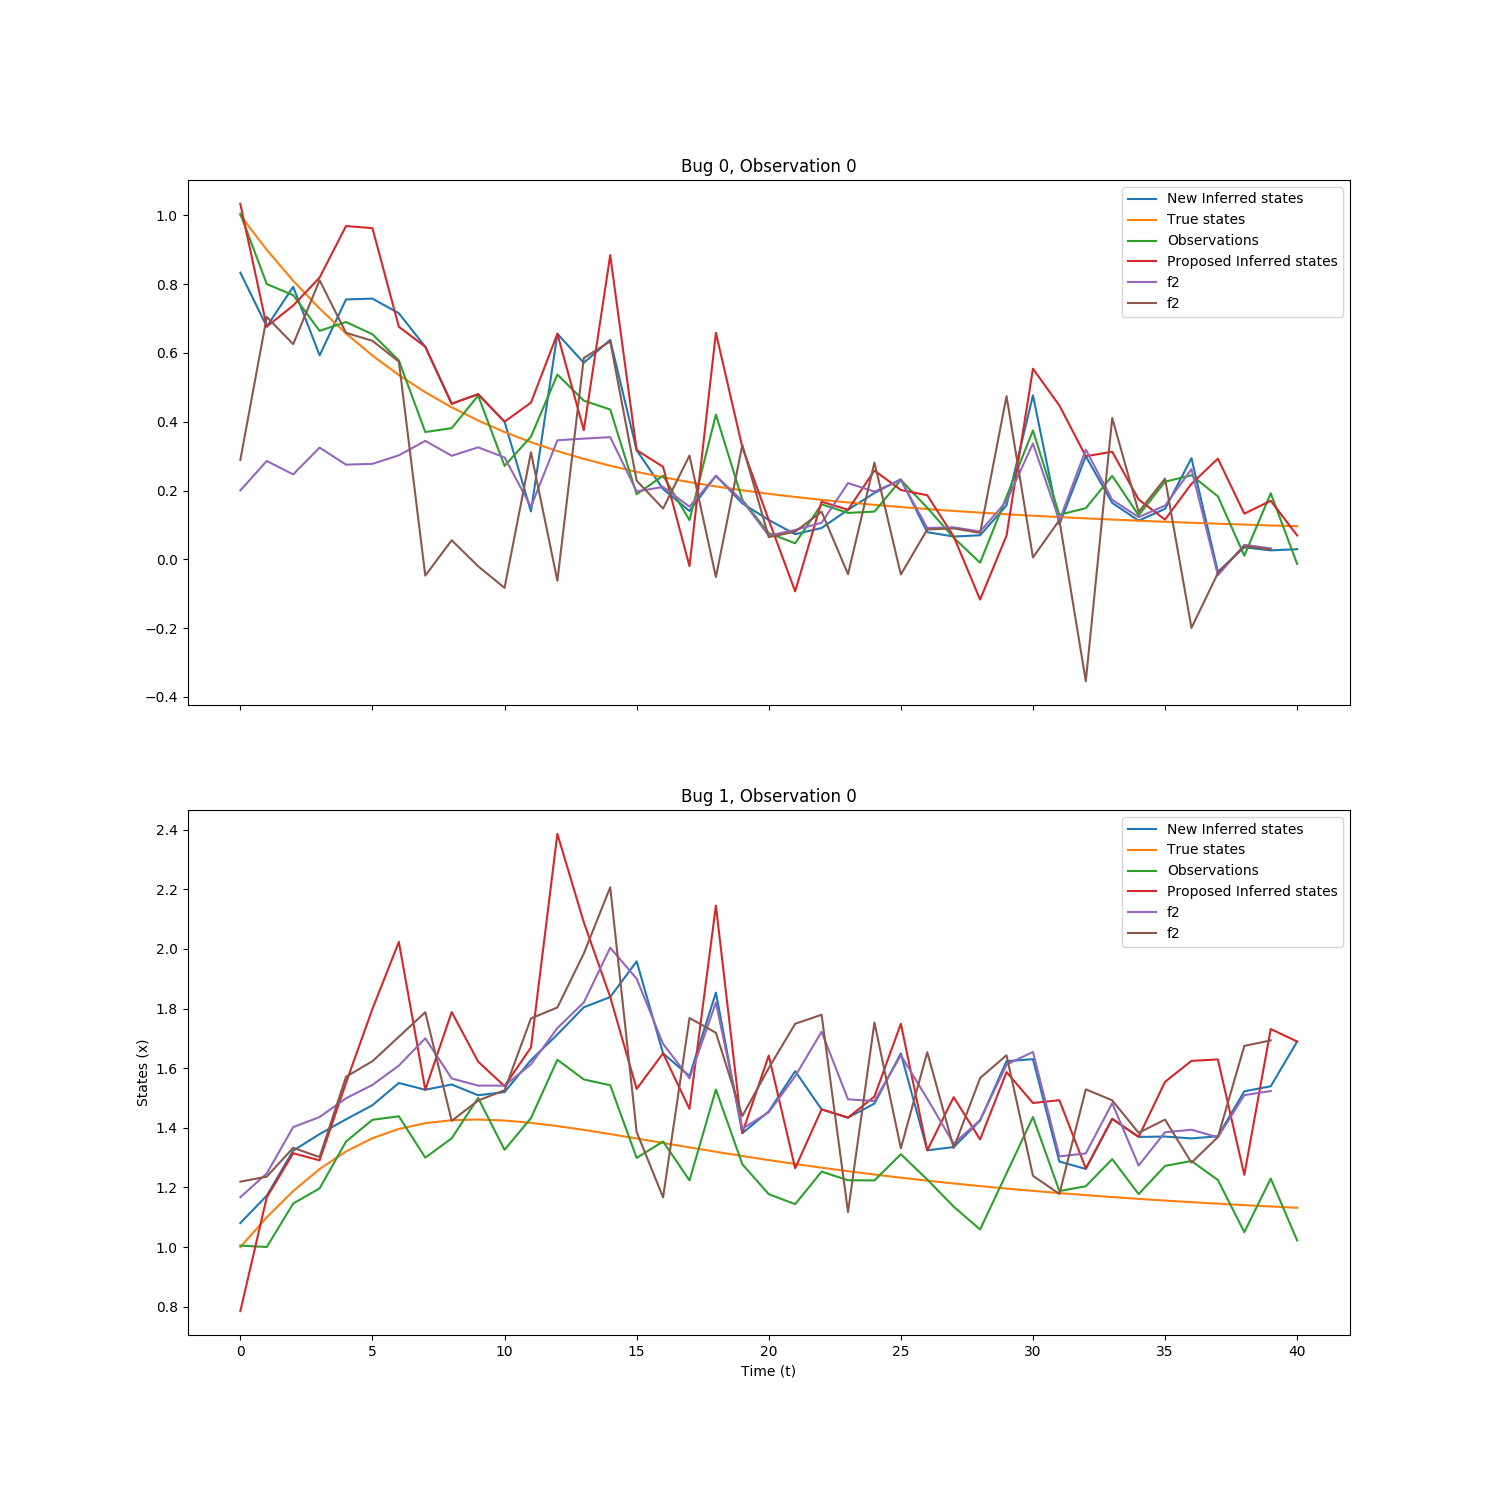 Bug 0, Observation 0
1.0
0.8
0.6
0.4
0.2
0.0
−0.2
−0.4
New Inferred states
True states
Observations
Proposed Inferred states
f2
f2
Bug 1, Observation 0
2.4
2.2
2.0
1.8
1.6
1.4
1.2
1.0
0.8
States (x)
New Inferred states
True states
Observations
Proposed Inferred states
f2
f2
0 5 10 15 20 25 30 35 40
Time (t)